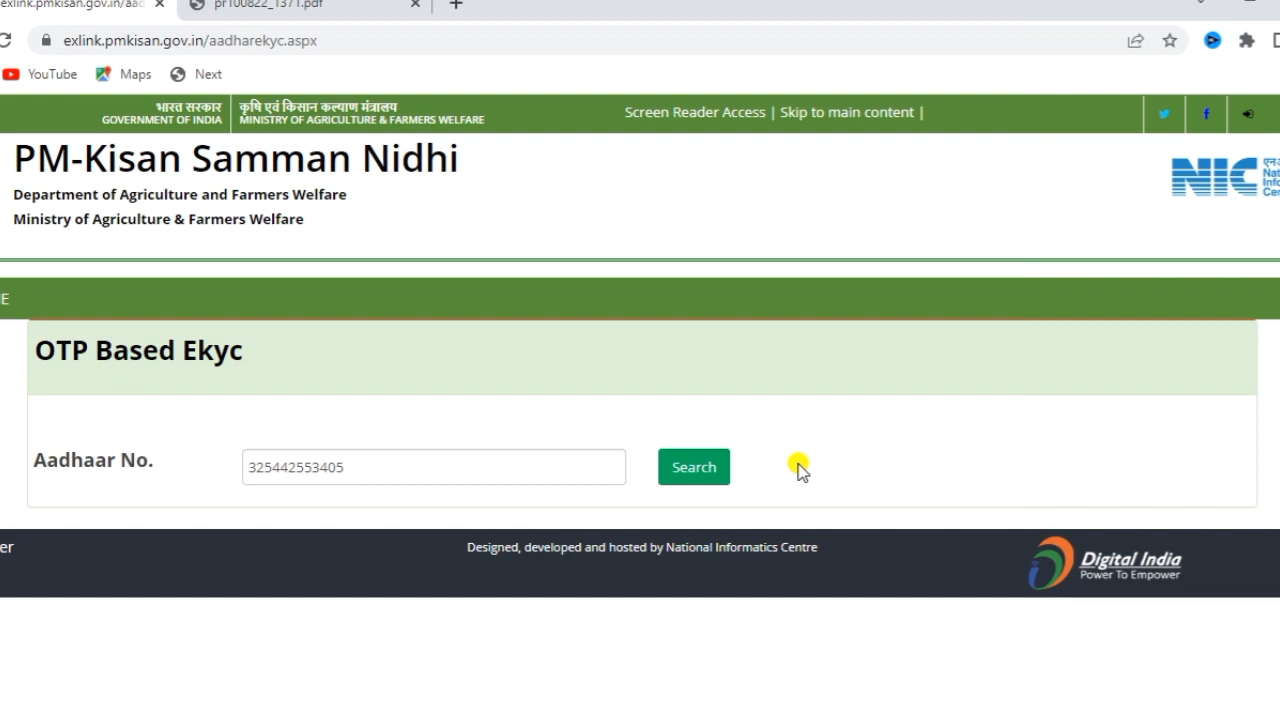 exlink.pmkisan.gov.in/aad
pr100822_1371.pdf
exlink.pmkisan.gov.in/aadharekyc.aspx
YouTube Maps Next
भारत सरकार
GOVERNMENT OF INDIA
कृषि एवं किसान कल्याण मंत्रालय
MINISTRY OF AGRICULTURE & FARMERS WELFARE
Screen Reader Access | Skip to main content |
PM-Kisan Samman Nidhi
Department of Agriculture and Farmers Welfare
Ministry of Agriculture & Farmers Welfare
NIC
OTP Based Ekyc
Aadhaar No. 325442553405 Search
Designed, developed and hosted by National Informatics Centre
Digital India
Power To Empower